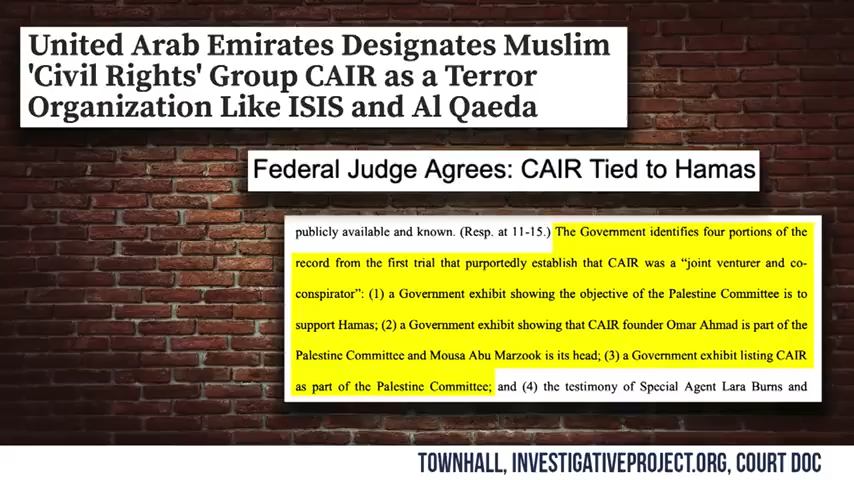 United Arab Emirates Designates Muslim
'Civil Rights' Group CAIR as a Terror
Organization Like ISIS and Al Qaeda
Federal Judge Agrees: CAIR Tied to Hamas
publicly available and known. (Resp. at 11-15.) The Government identifies four portions of the
record from the first trial that purportedly establish that CAIR was a “joint venturer and co-
conspirator”: (1) a Government exhibit showing the objective of the Palestine Committee is to
support Hamas; (2) a Government exhibit showing that CAIR founder Omar Ahmad is part of the
Palestine Committee and Mousa Abu Marzook is its head; (3) a Government exhibit listing CAIR
as part of the Palestine Committee; and (4) the testimony of Special Agent Lara Burns and
TOWNHALL, INVESTIGATIVEPROJECT.ORG, COURT DOC